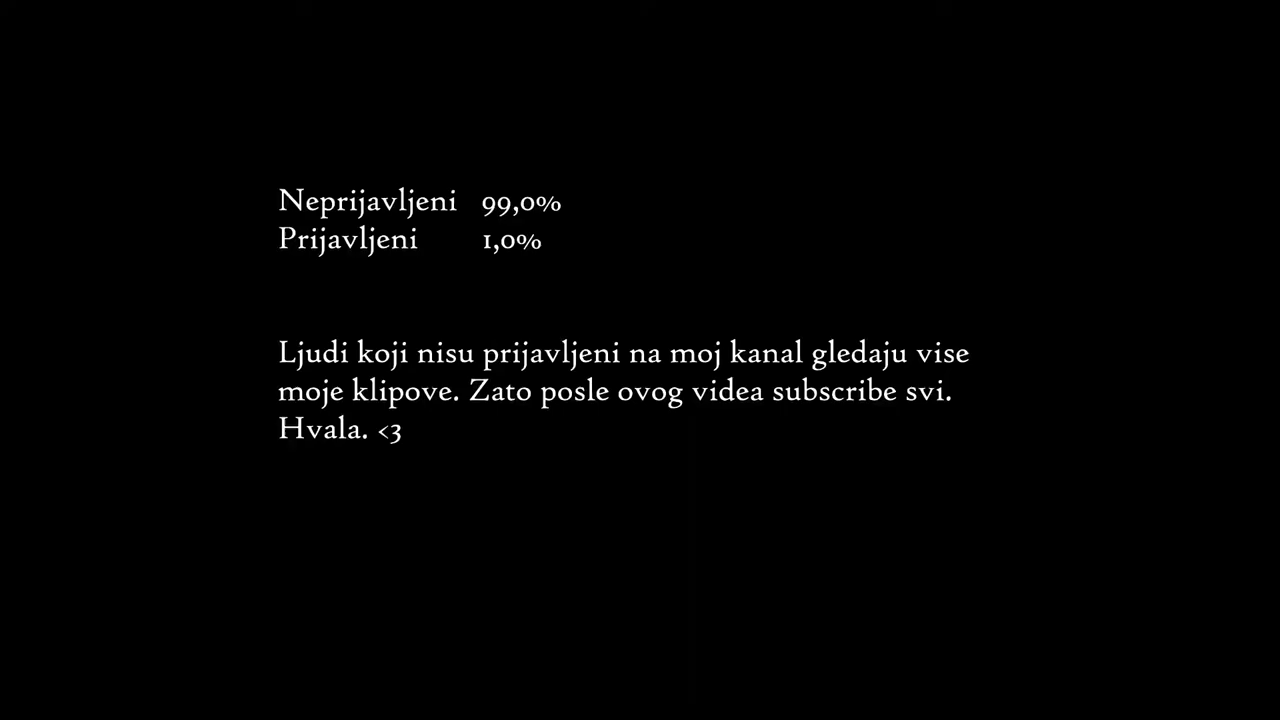 Neprijavljeni 99,0%
Prijavljeni 1,0%
Ljudi koji nisu prijavljeni na moj kanal gledaju vise
moje klipove. Zato posle ovog videa subscribe svi.
Hvala. <3